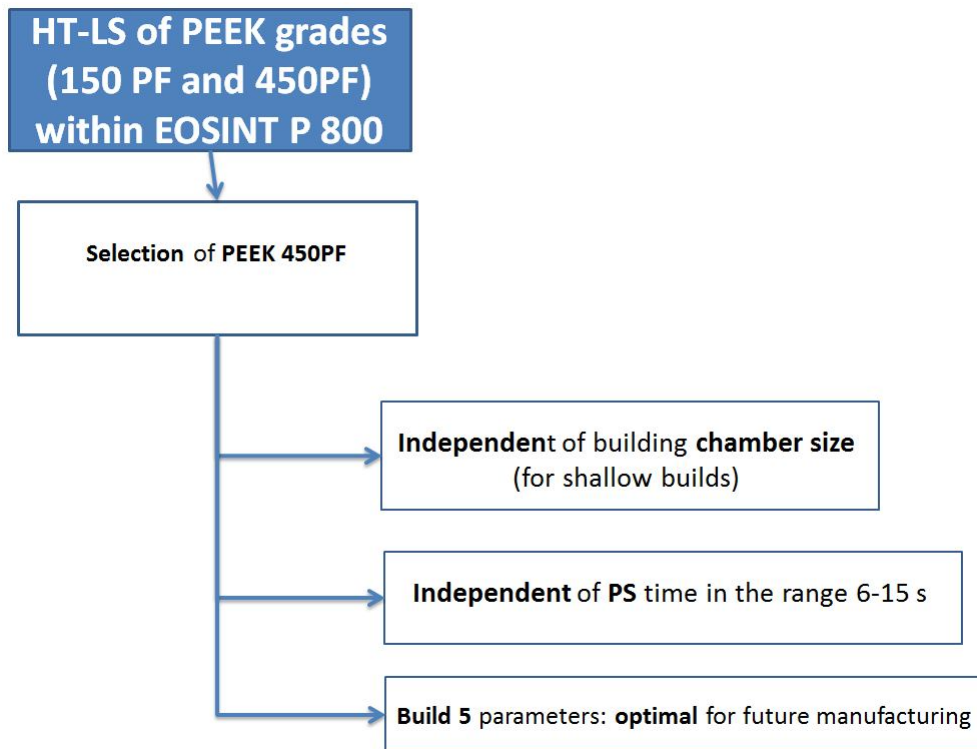 HT-LS of PEEK grades
(150 PF and 450PF)
within EOSINT P 800
Selection of PEEK 450PF
Independent of building chamber size
(for shallow builds)
Independent of PS time in the range 6-15 s
Build 5 parameters: optimal for future manufacturing